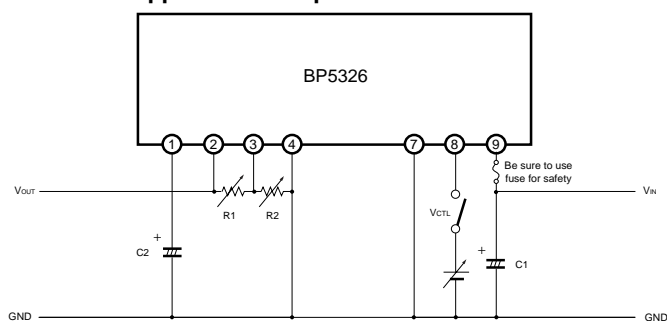 BP5326
1 2 3 4 7 8 9
Be sure to use
fuse for safety
VOUT
VIN
R1 R2
VCTL
C2
+
C1
+
GND
GND